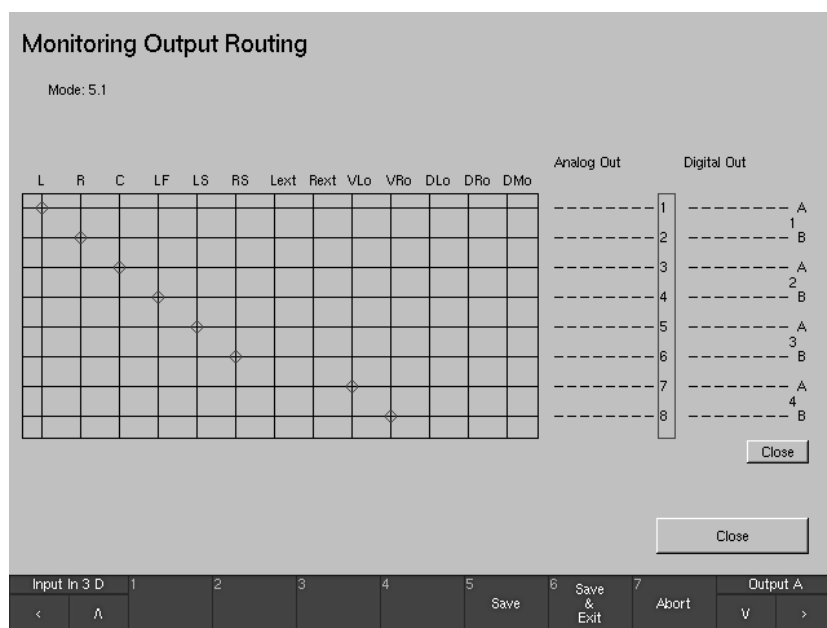 Monitoring Output Routing
Mode: 5.1
Analog Out Digital Out
L R C LF LS RS Lext Rext VLo VRo DLo DRo DMo
1 A
1
2 B
3 A
2
4 B
5 A
3
6 B
7 A
4
8 B
Close
Close
Input In 3 D 1 2 3 4 5 Save 6 Save & Exit 7 Abort Output A
< Λ V >